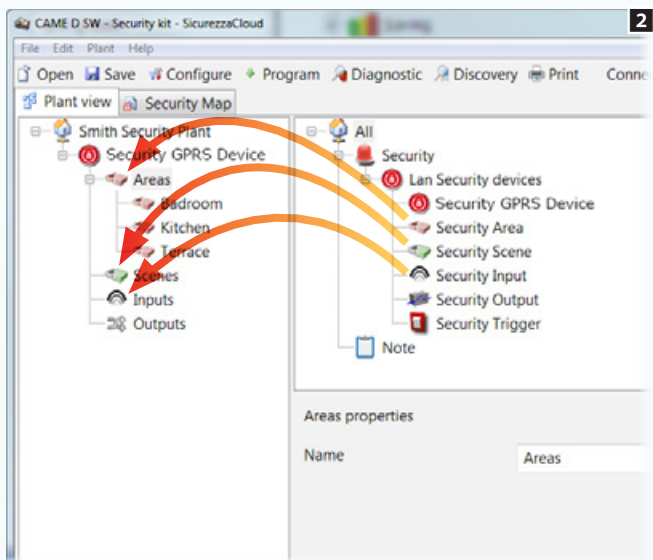 CAME D SW - Security kit - SicurezzaCloud
2
File Edit Plant Help
Open Save Configure Program Diagnostic Discovery Print
Plant view Security Map
Smith Security Plant
Security GPRS Device
Areas
Badroom
Kitchen
Terrace
Scenes
Inputs
Outputs
All
Security
Lan Security devices
Security GPRS Device
Security Area
Security Scene
Security Input
Security Output
Security Trigger
Note
Areas properties
Name Areas